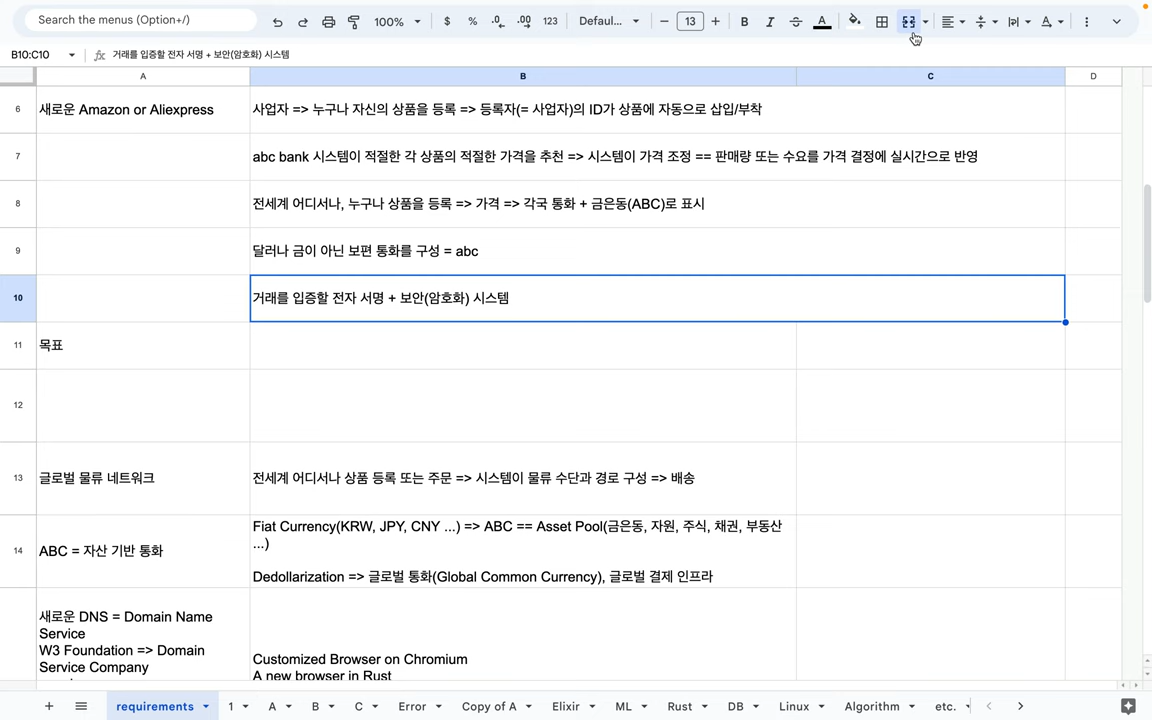 Search the menus (Option+/)
100%
$ % .0 .00 123 Defaul... 13 B I S A
B10:C10 fx 거래를 입증할 전자 서명 + 보안(암호화) 시스템
A B C D
6 새로운 Amazon or Aliexpress 사업자 => 누구나 자신의 상품을 등록 => 등록자(= 사업자)의 ID가 상품에 자동으로 삽입/부착
7 abc bank 시스템이 적절한 각 상품의 적절한 가격을 추천 => 시스템이 가격 조정 == 판매량 또는 수요를 가격 결정에 실시간으로 반영
8 전세계 어디서나, 누구나 상품을 등록 => 가격 => 각국 통화 + 금은동(ABC)로 표시
9 달러나 금이 아닌 보편 통화를 구성 = abc
10 거래를 입증할 전자 서명 + 보안(암호화) 시스템
11 목표
12
13 글로벌 물류 네트워크 전세계 어디서나 상품 등록 또는 주문 => 시스템이 물류 수단과 경로 구성 => 배송
14 ABC = 자산 기반 통화
Fiat Currency(KRW, JPY, CNY ...) => ABC == Asset Pool(금은동, 자원, 주식, 채권, 부동산
...)
Dedollarization => 글로벌 통화(Global Common Currency), 글로벌 결제 인프라
새로운 DNS = Domain Name
Service
W3 Foundation => Domain
Service Company
Customized Browser on Chromium
A new browser in Rust
requirements 1 A B C Error Copy of A Elixir ML Rust DB Linux Algorithm etc.